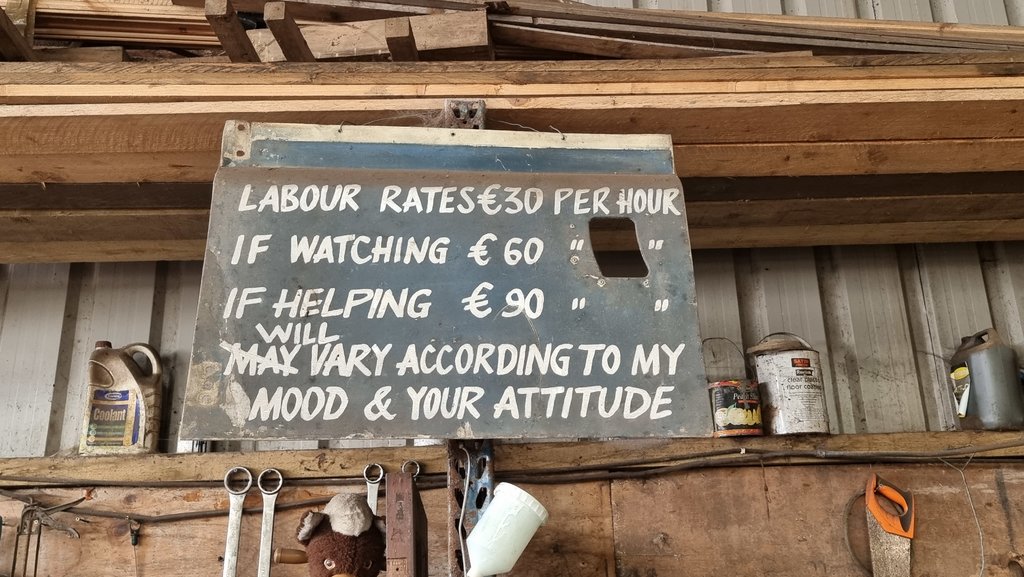 LABOUR RATES €30 PER HOUR
IF WATCHING €60 " "
IF HELPING €90 " "
WILL
MAY VARY ACCORDING TO MY
MOOD & YOUR ATTITUDE
Coolant